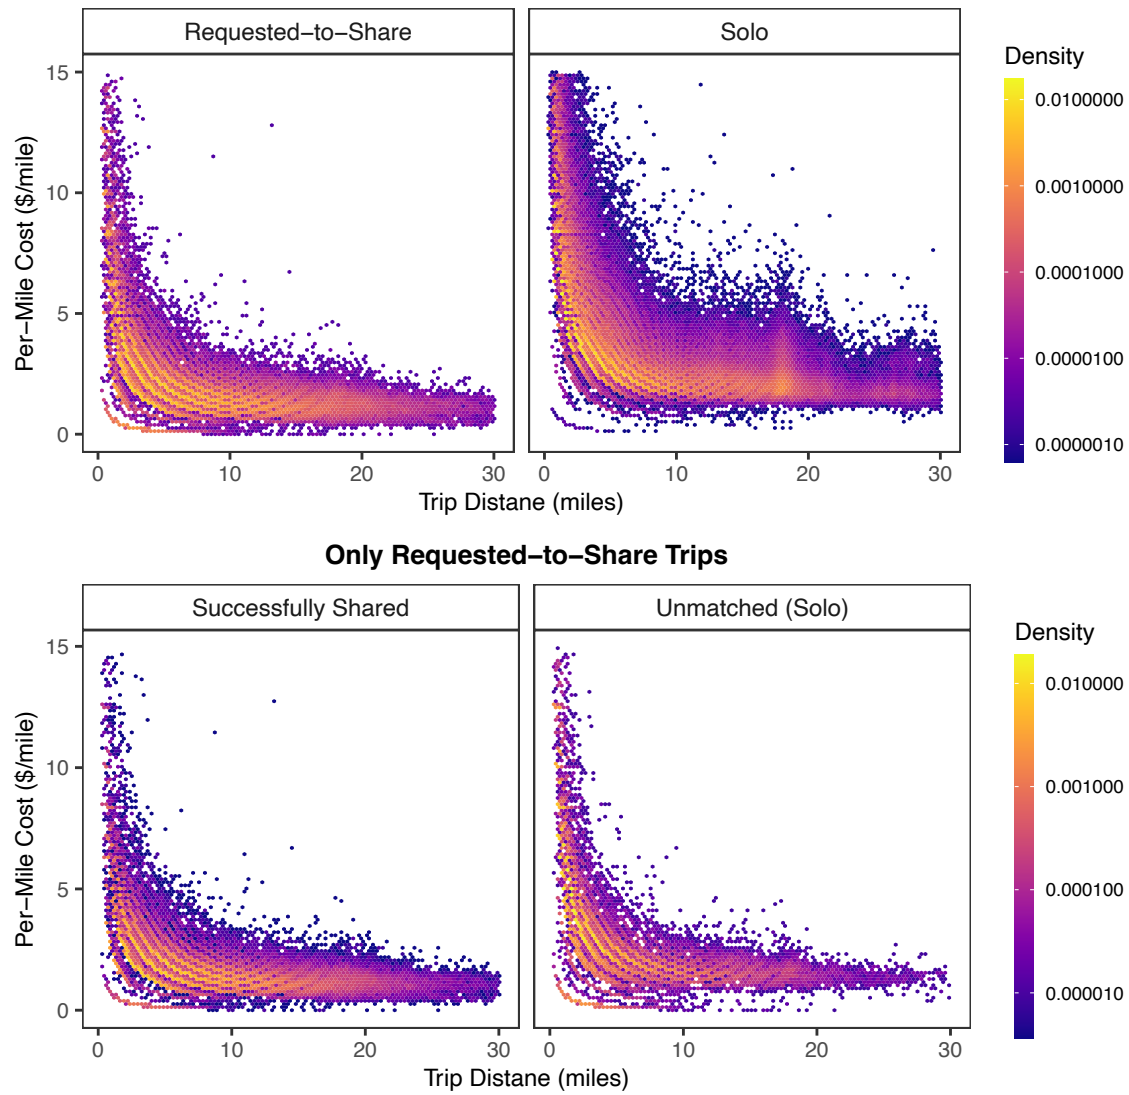 Requested−to−Share
Solo
Density
15
10
5
0
Per−Mile Cost ($/mile)
0.0100000
0.0010000
0.0001000
0.0000100
0.0000010
0 10 20 30
0 10 20 30
Trip Distane (miles)
Only Requested−to−Share Trips
Successfully Shared
Unmatched (Solo)
Density
15
10
5
0
Per−Mile Cost ($/mile)
0.010000
0.001000
0.000100
0.000010
0 10 20 30
0 10 20 30
Trip Distane (miles)